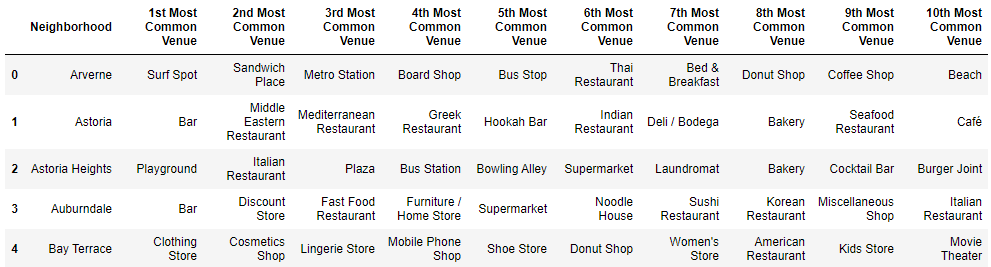 Neighborhood 1st Most Common Venue 2nd Most Common Venue 3rd Most Common Venue 4th Most Common Venue 5th Most Common Venue 6th Most Common Venue 7th Most Common Venue 8th Most Common Venue 9th Most Common Venue 10th Most Common Venue
0 Arverne Surf Spot Sandwich Place Metro Station Board Shop Bus Stop Thai Restaurant Bed & Breakfast Donut Shop Coffee Shop Beach
1 Astoria Bar Middle Eastern Restaurant Mediterranean Restaurant Greek Restaurant Hookah Bar Indian Restaurant Deli / Bodega Bakery Seafood Restaurant Café
2 Astoria Heights Playground Italian Restaurant Plaza Bus Station Bowling Alley Supermarket Laundromat Bakery Cocktail Bar Burger Joint
3 Auburndale Bar Discount Store Fast Food Restaurant Furniture / Home Store Supermarket Noodle House Sushi Restaurant Korean Restaurant Miscellaneous Shop Italian Restaurant
4 Bay Terrace Clothing Store Cosmetics Shop Lingerie Store Mobile Phone Shop Shoe Store Donut Shop Women's Store American Restaurant Kids Store Movie Theater